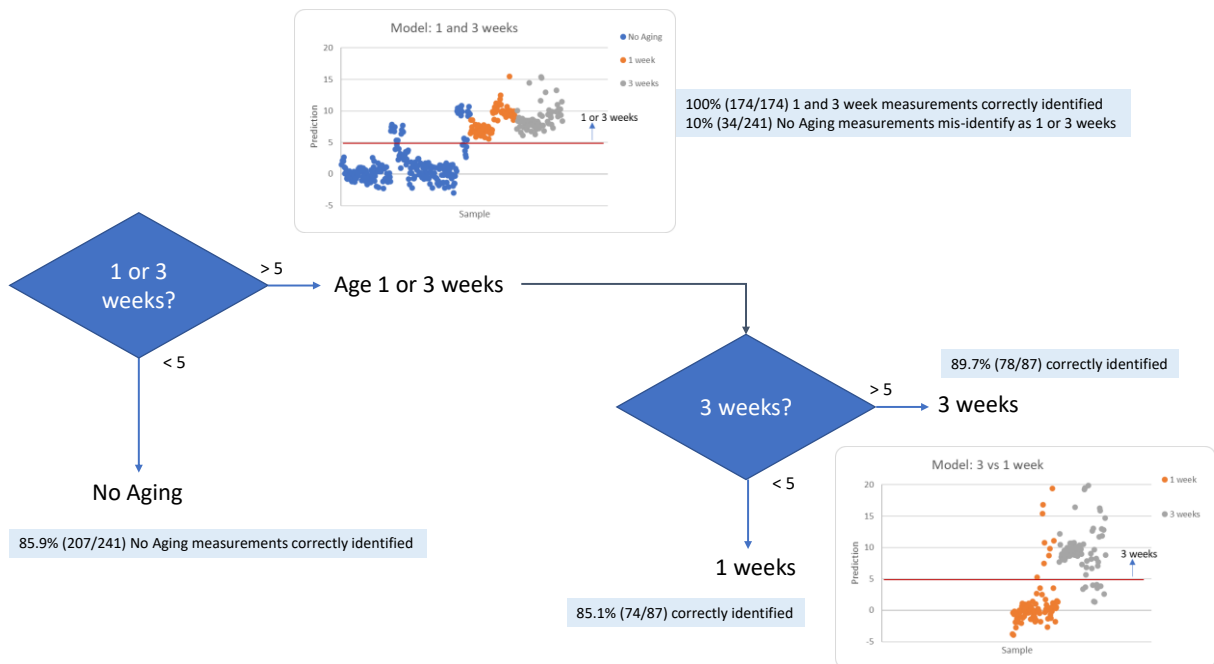 Model: 1 and 3 weeks
No Aging
1 week
3 weeks
20
15
10
5
0
-5
Prediction
Sample
1 or 3 weeks
100% (174/174) 1 and 3 week measurements correctly identified
10% (34/241) No Aging measurements mis-identify as 1 or 3 weeks
1 or 3
weeks?
> 5
Age 1 or 3 weeks
< 5
No Aging
85.9% (207/241) No Aging measurements correctly identified
3 weeks?
> 5
89.7% (78/87) correctly identified
3 weeks
< 5
1 weeks
85.1% (74/87) correctly identified
Model: 3 vs 1 week
1 week
3 weeks
20
15
10
5
0
-5
Prediction
Sample
3 weeks